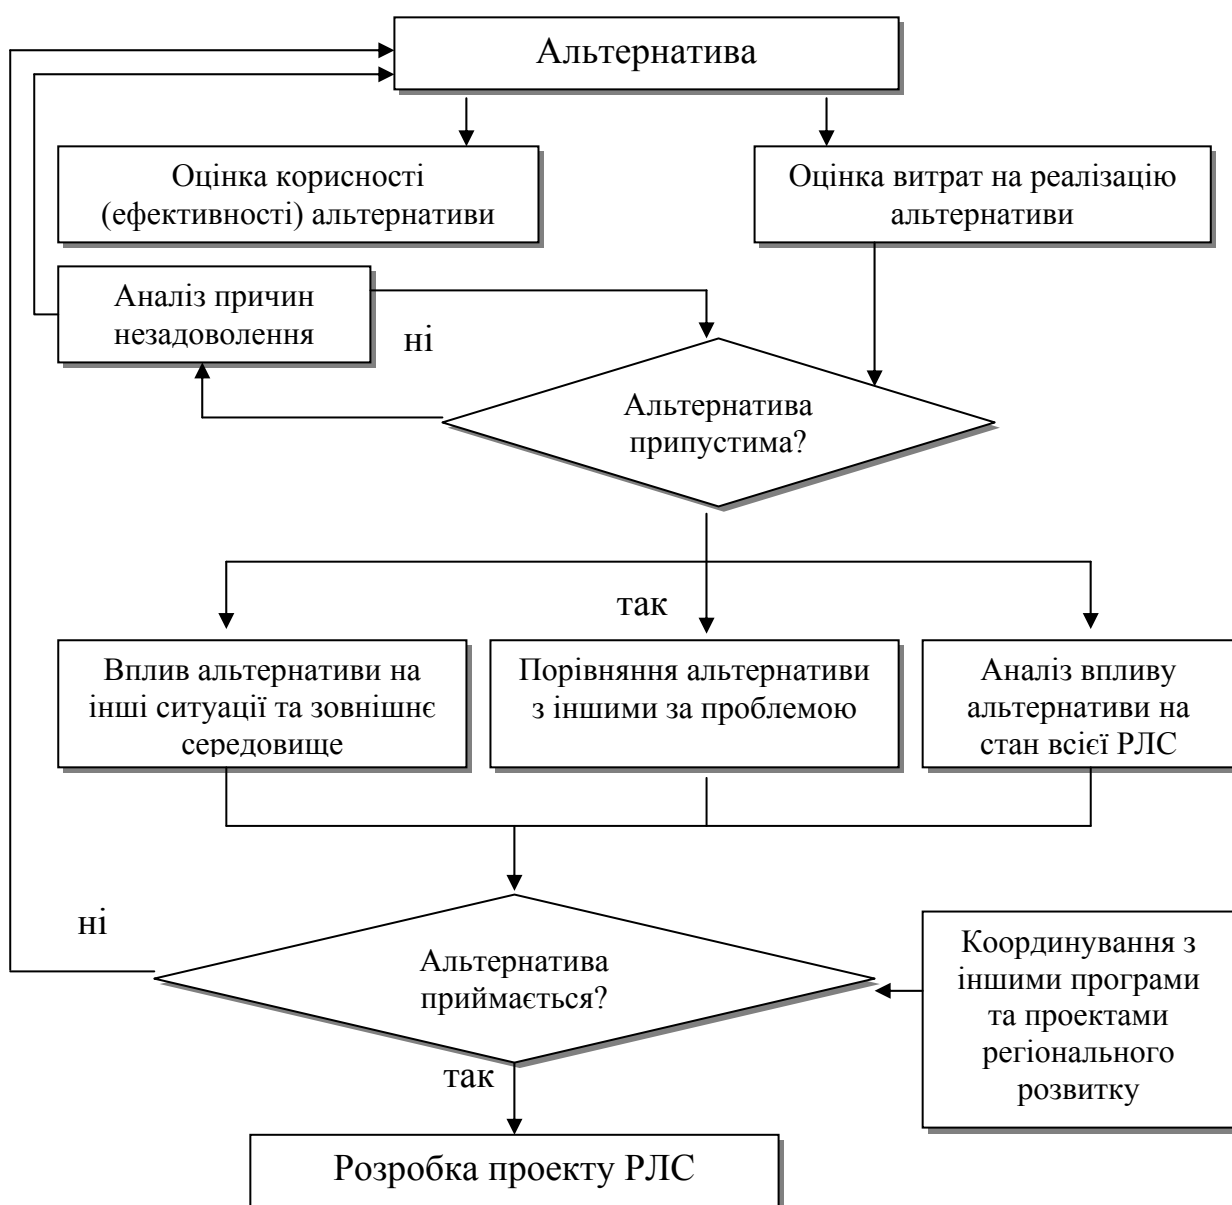 Альтернатива
Оцінка корисності
(ефективності) альтернативи
Оцінка витрат на реалізацію
альтернативи
Аналіз причин
незадоволення
ні
Альтернатива
припустима?
так
Вплив альтернативи на
інші ситуації та зовнішнє
середовище
Порівняння альтернативи
з іншими за проблемою
Аналіз впливу
альтернативи на
стан всієї РЛС
ні
Альтернатива
приймається?
Координування з
іншими програми
та проектами
регіонального
розвитку
так
Розробка проекту РЛС